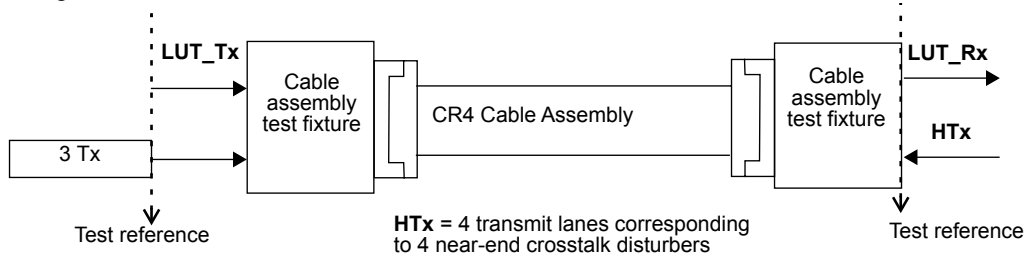 LUT_Tx
Cable
assembly
test fixture
CR4 Cable Assembly
Cable
assembly
test fixture
LUT_Rx
HTx
3 Tx
Test reference
HTx = 4 transmit lanes corresponding
to 4 near-end crosstalk disturbers
Test reference